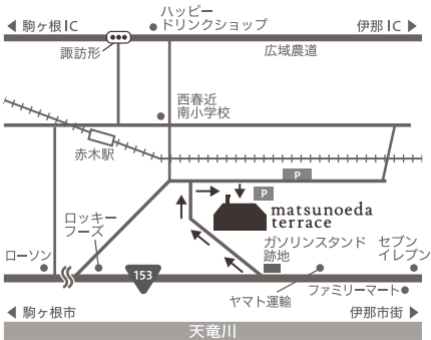 ◀ 駒ヶ根IC
ハッピー
ドリンクショップ
伊那IC ▶
諏訪形
広域農道
西春近
南小学校
赤木駅
P
P
matsunoeda
terrace
ロッキー
フーズ
ガソリンスタンド
跡地
セブン
イレブン
ローソン
153
ヤマト運輸
ファミリーマート
◀ 駒ヶ根市
伊那市街 ▶
天竜川